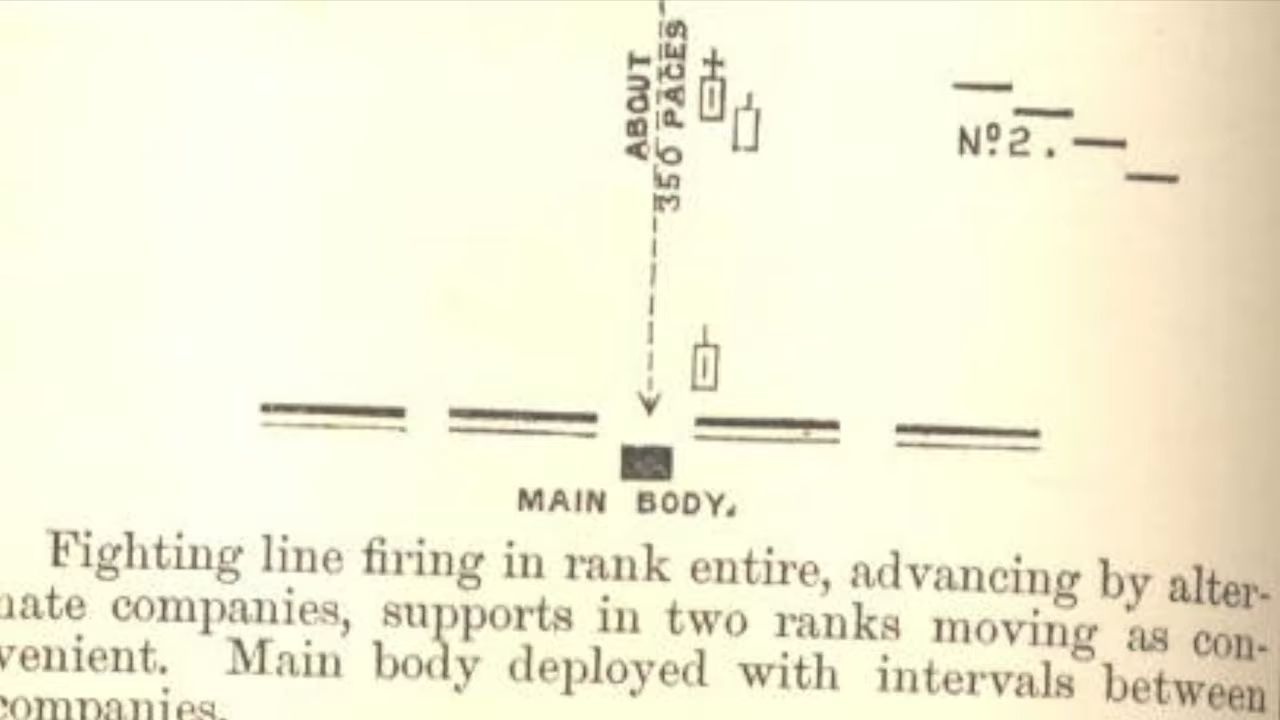 ABOUT
350 PACES
Nº2.
MAIN BODY.
Fighting line firing in rank entire, advancing by alter-
nate companies, supports in two ranks moving as con-
venient. Main body deployed with intervals between
companies.